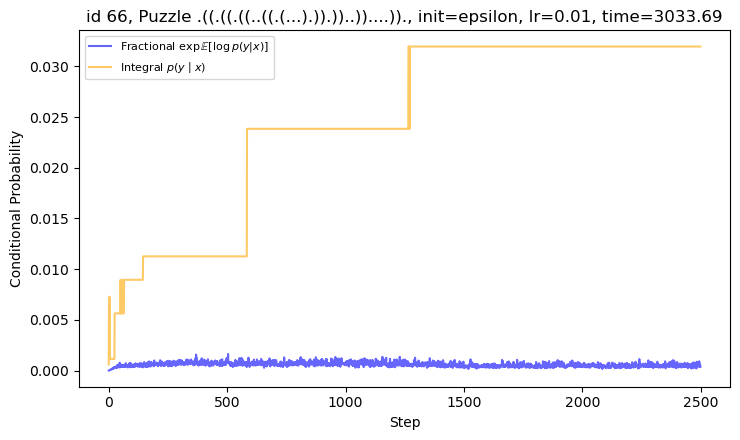 id 66, Puzzle .((.((.((..((.(...).)).)).))..))....))., init=epsilon, lr=0.01, time=3033.69
Fractional exp𝔼[log p(y|x)]
Integral p(y | x)
Conditional Probability
0.030
0.025
0.020
0.015
0.010
0.005
0.000
0
500
1000
1500
2000
2500
Step